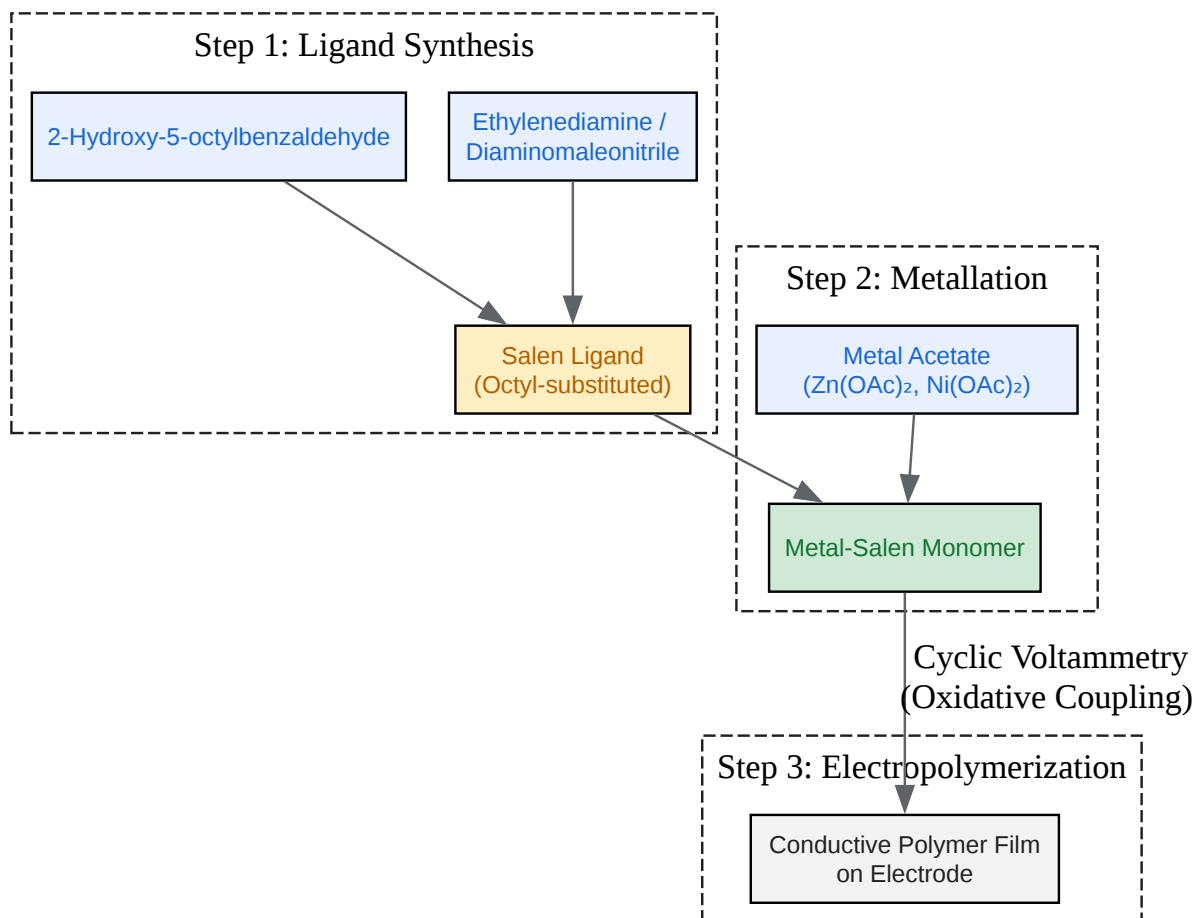 Step 1: Ligand Synthesis
2-Hydroxy-5-octylbenzaldehyde
Ethylenediamine /
Diaminomaleonitrile
Salen Ligand
(Octyl-substituted)
Step 2: Metallation
Metal Acetate
(Zn(OAc)₂, Ni(OAc)₂)
Metal-Salen Monomer
Cyclic Voltammetry
(Oxidative Coupling)
Step 3: Electropolymerization
Conductive Polymer Film
on Electrode